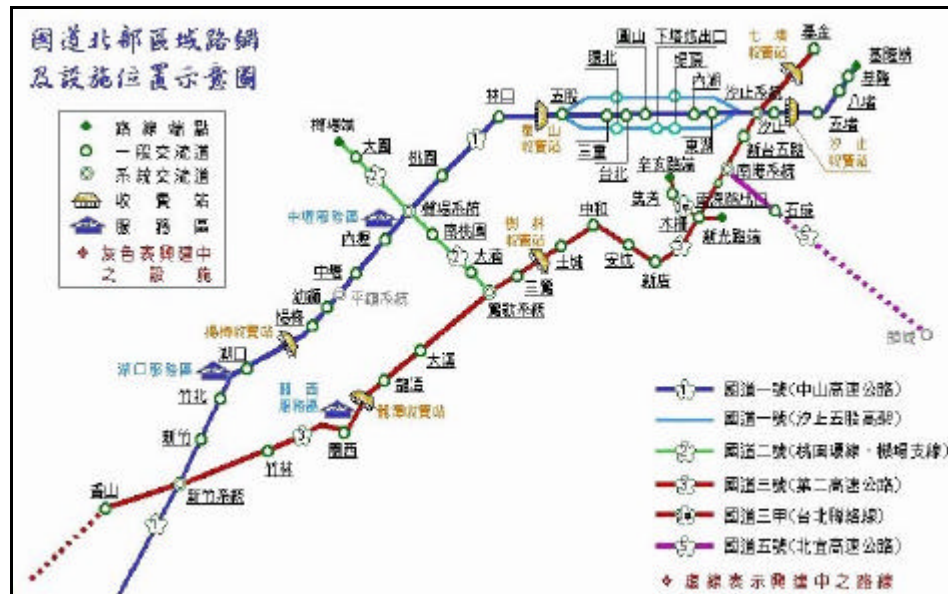 國道北部區域路網
及設施位置示意圖
路線端點
一般交流道
系統交流道
收費站
服務區
灰色表興建中
之設施
機場端
大園
桃園
林口
五股
環北
圓山
下塔悠出口
堤頂
內湖
汐止系統
七堵
收費站
基金
基隆端
基隆
八堵
五堵
汐止
汐止
收費站
新台五路
三重
台北
東湖
南港系統
石碇
頭城
辛亥路端
萬芳
木柵
新光路端
中壢服務區
機場系統
南桃園
大湳
鶯歌系統
內壢
中壢
平鎮系統
幼獅
楊梅
楊梅收費站
樹林
收費站
中和
土城
三鶯
安坑
新店
湖口服務區
湖口
竹北
新竹
新竹系統
香山
竹林
關西
關西
服務區
龍潭
龍潭收費站
大溪
國道一號(中山高速公路)
國道一號(汐止五股高架)
國道二號(桃園環線、機場支線)
國道三號(第二高速公路)
國道三甲(台北聯絡線)
國道五號(北宜高速公路)
虛線表示興建中之路線